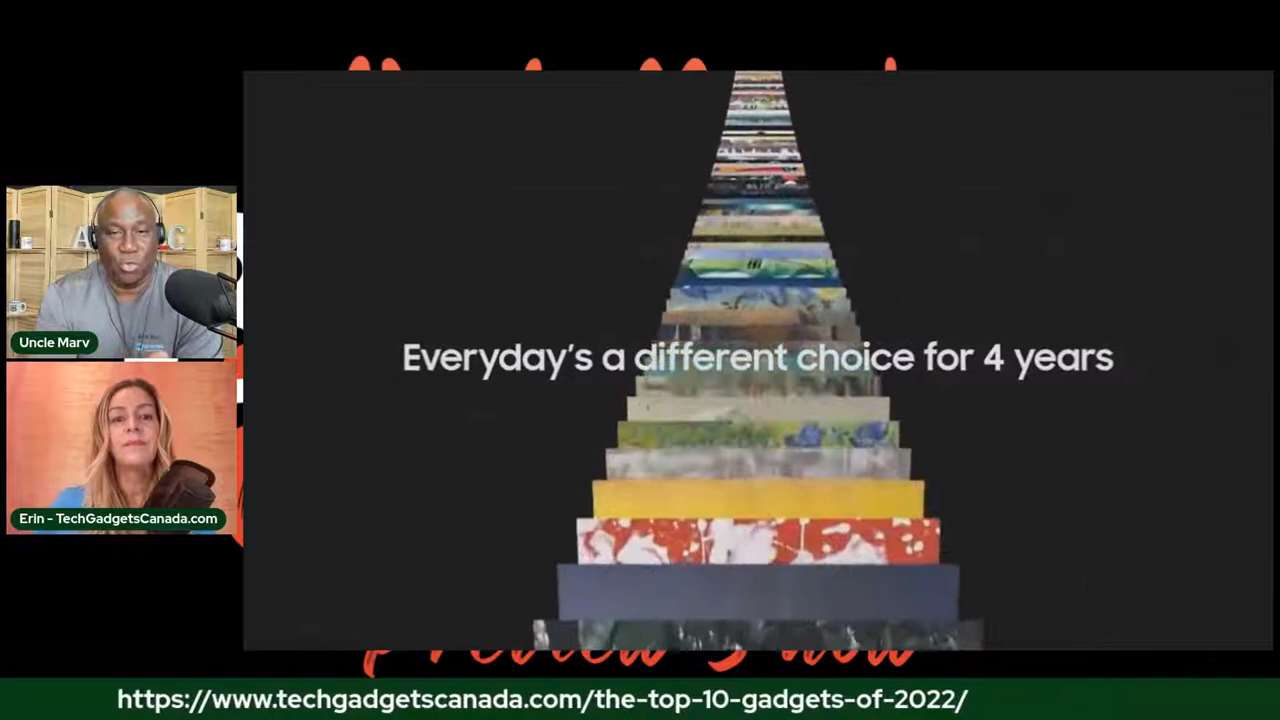 Everyday's a different choice for 4 years
Uncle Marv
Erin - TechGadgetsCanada.com
https://www.techgadgetscanada.com/the-top-10-gadgets-of-2022/